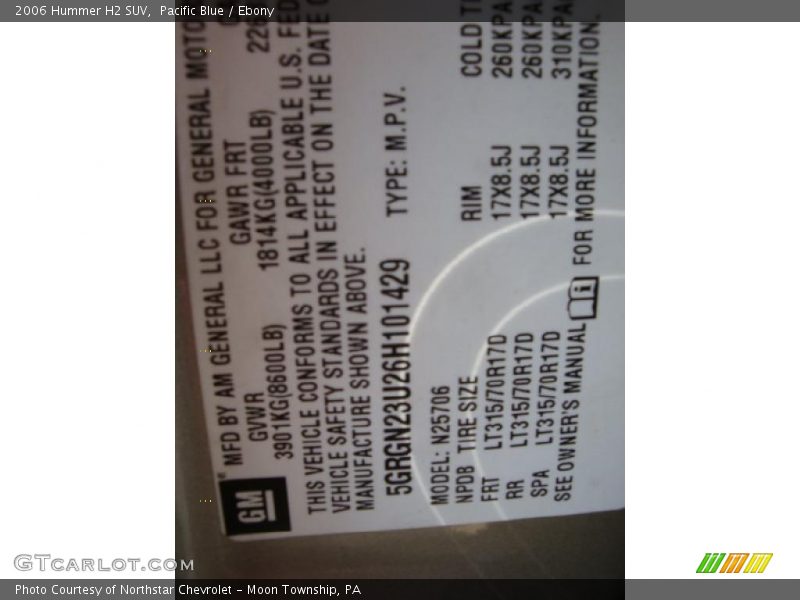 2006 Hummer H2 SUV, Pacific Blue / Ebony
MFD BY AM GENERAL LLC FOR GENERAL MOTO
GVWR GAWR FRT
3901KG(8600LB) 1814KG(4000LB) 226
THIS VEHICLE CONFORMS TO ALL APPLICABLE U.S. FED
VEHICLE SAFETY STANDARDS IN EFFECT ON THE DATE O
MANUFACTURE SHOWN ABOVE.
5GRGN23U26H101429 TYPE: M.P.V.
MODEL: N25706
NPDB TIRE SIZE RIM COLD TI
FRT LT315/70R17D 17X8.5J 260KPA
RR LT315/70R17D 17X8.5J 260KPA
SPA LT315/70R17D 17X8.5J 310KPA
SEE OWNER'S MANUAL FOR MORE INFORMATION.
GM
GTcarlot.com
Photo Courtesy of Northstar Chevrolet - Moon Township, PA